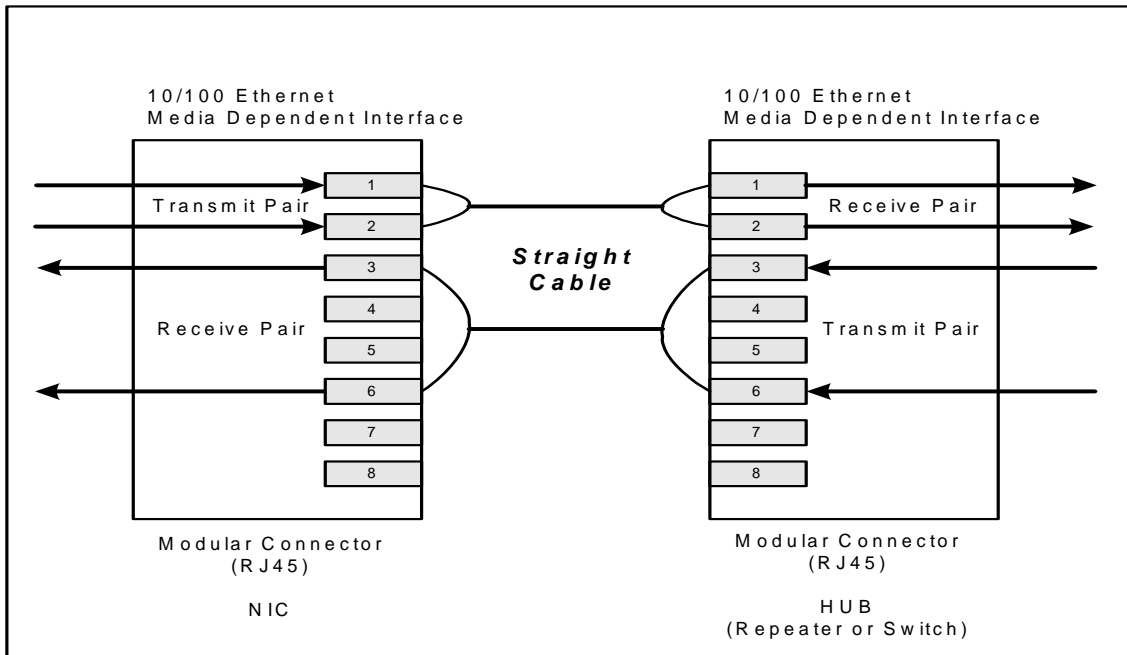 10/100 Ethernet
Media Dependent Interface
1
2
3
4
5
6
7
8
Transmit Pair
Receive Pair
Modular Connector
(RJ45)
NIC
Straight
Cable
10/100 Ethernet
Media Dependent Interface
1
2
3
4
5
6
7
8
Receive Pair
Transmit Pair
Modular Connector
(RJ45)
HUB
(Repeater or Switch)